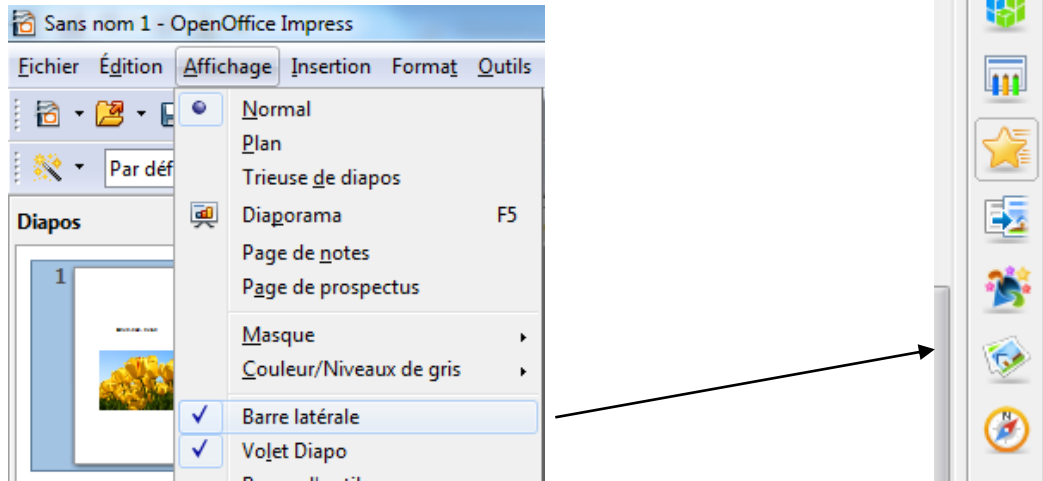 Sans nom 1 - OpenOffice Impress
Fichier Édition Affichage Insertion Format Outils
Normal
Plan
Par déf
Trieuse de diapos
Diapos
Diaporama F5
Page de notes
1
Page de prospectus
Masque
Couleur/Niveaux de gris
Barre latérale
Volet Diapo